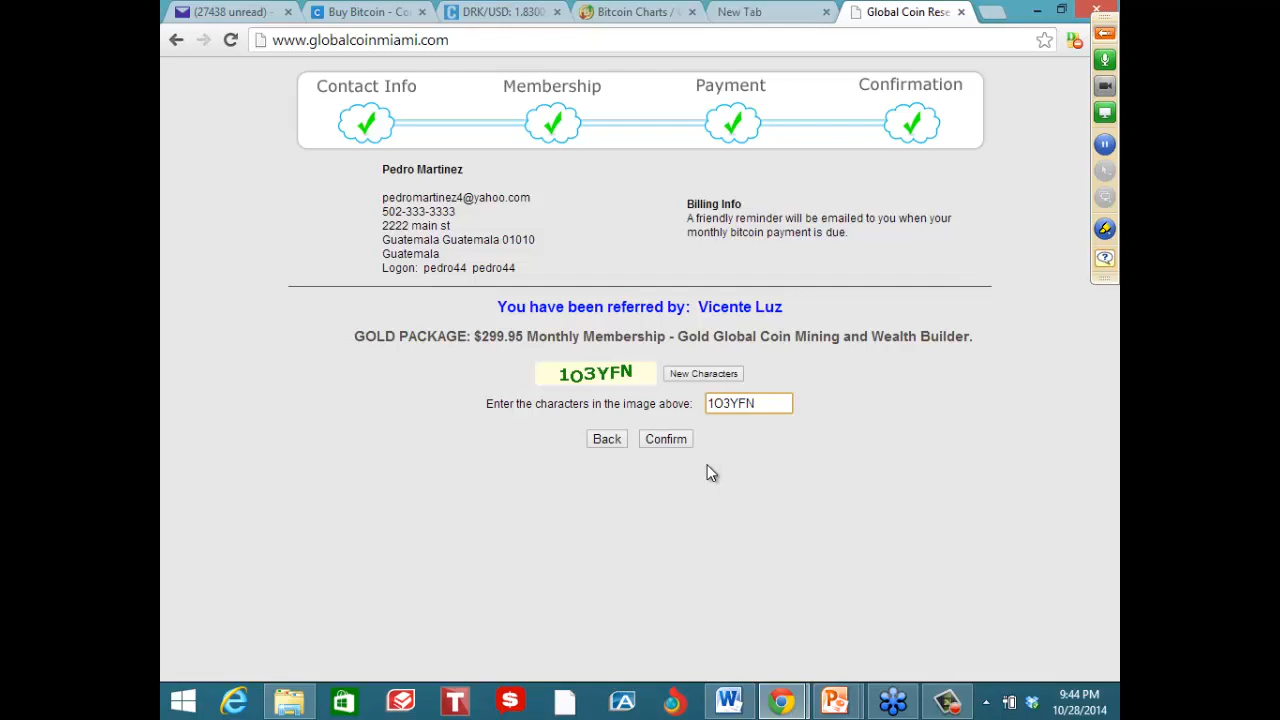 (27438 unread) -
Buy Bitcoin - Co
DRK/USD: 1.8300
Bitcoin Charts /
New Tab
Global Coin Rese
www.globalcoinmiami.com
Contact Info
Membership
Payment
Confirmation
Pedro Martinez
pedromartinez4@yahoo.com
502-333-3333
2222 main st
Guatemala Guatemala 01010
Guatemala
Logon: pedro44 pedro44
Billing Info
A friendly reminder will be emailed to you when your
monthly bitcoin payment is due.
You have been referred by: Vicente Luz
GOLD PACKAGE: $299.95 Monthly Membership - Gold Global Coin Mining and Wealth Builder.
1O3YFN
New Characters
Enter the characters in the image above:
1O3YFN
Back
Confirm
9:44 PM
10/28/2014